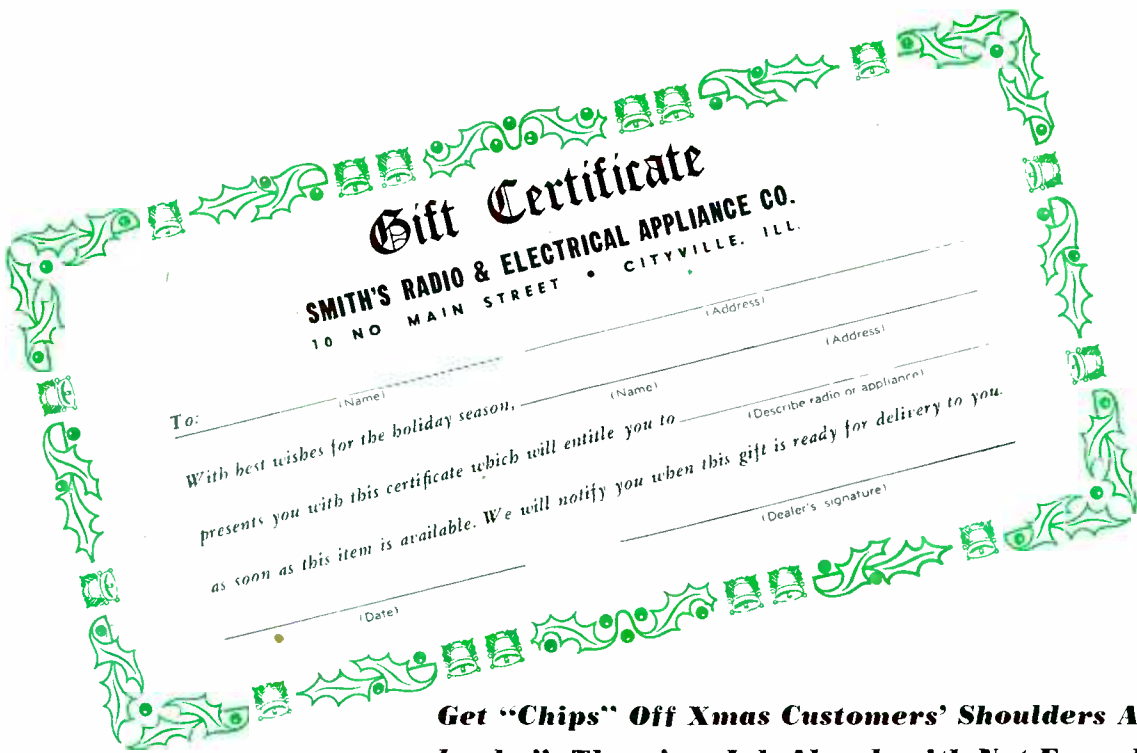 Gift Certificate
SMITH'S RADIO & ELECTRICAL APPLIANCE CO.
10 NO MAIN STREET • CITYVILLE, ILL.
To:
(Name) (Address)
With best wishes for the holiday season,
(Name) (Address)
presents you with this certificate which will entitle you to
(Describe radio or appliance)
as soon as this item is available. We will notify you when this gift is ready for delivery to you.
(Date) (Dealer's signature)
Get “Chips” Off Xmas Customers’ Shoulders